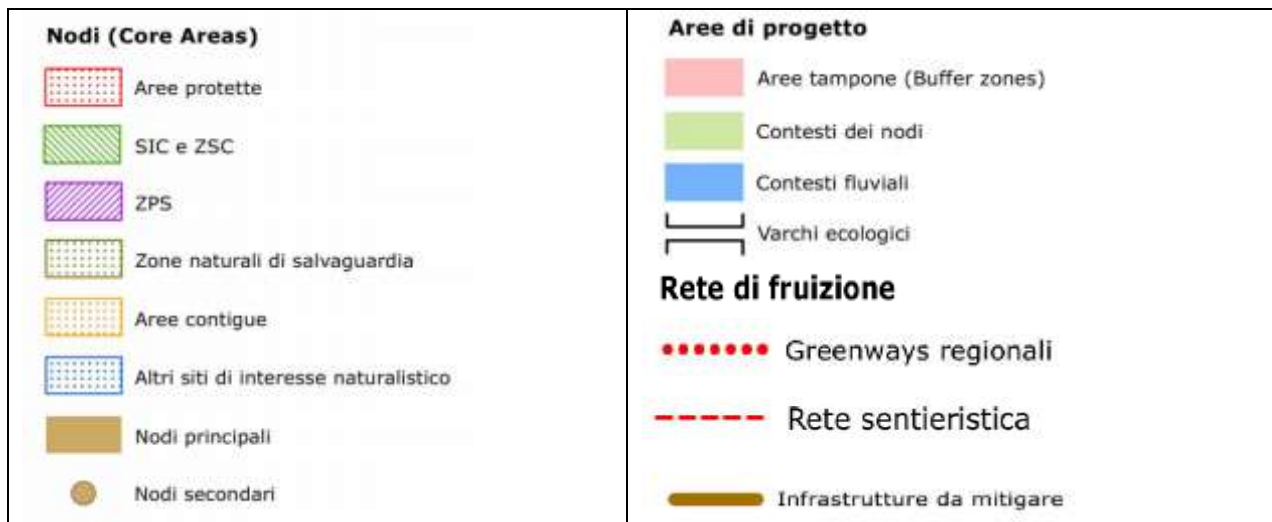 Nodi (Core Areas)
Aree protette
SIC e ZSC
ZPS
Zone naturali di salvaguardia
Aree contigue
Altri siti di interesse naturalistico
Nodi principali
Nodi secondari
Aree di progetto
Aree tampone (Buffer zones)
Contesti dei nodi
Contesti fluviali
Varchi ecologici
Rete di fruizione
Greenways regionali
Rete sentieristica
Infrastrutture da mitigare